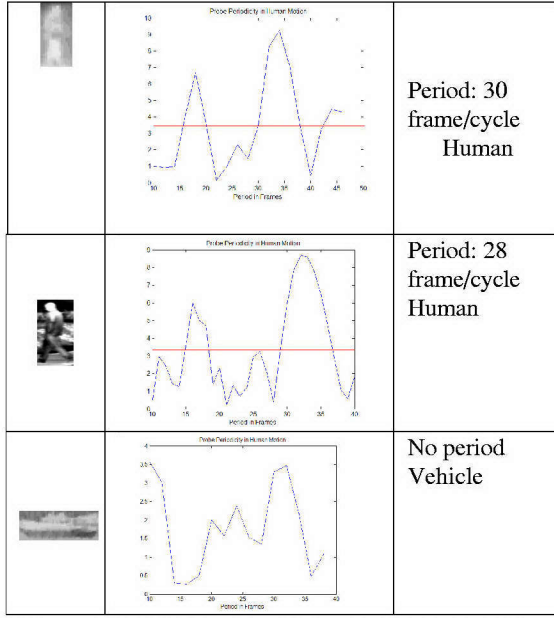 Probe Periodicity in Human Motion
10
9
8
7
6
5
4
3
2
1
0
10 15 20 25 30 35 40 45 50
Period in Frames
Period: 30
frame/cycle
Human
Probe Periodicity in Human Motion
9
8
7
6
5
4
3
2
1
0
10 15 20 25 30 35 40
Period in Frames
Period: 28
frame/cycle
Human
Probe Periodicity in Human Motion
4
3.5
3
2.5
2
1.5
1
0.5
0
10 15 20 25 30 35 40
Period in Frames
No period
Vehicle